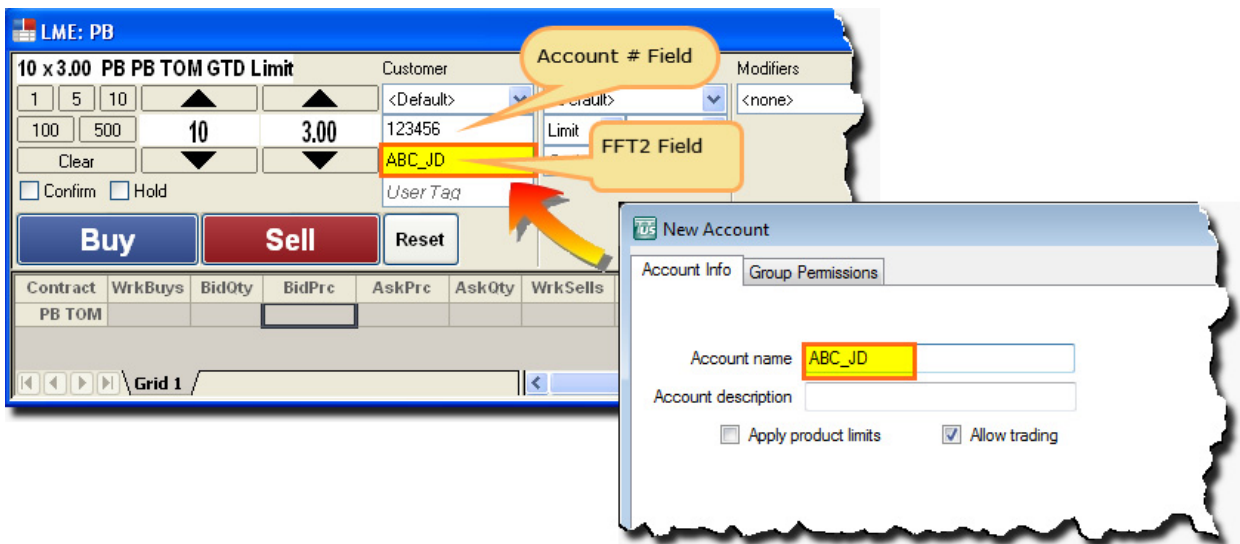 LME: PB
10 x 3.00 PB PB TOM GTD Limit
Customer
Account # Field
Modifiers
1 5 10
<Default>
<none>
100 500
10
3.00
123456
Limit
FFT2 Field
Clear
ABC_JD
Confirm Hold
User Tag
Buy
Sell
Reset
New Account
Account Info Group Permissions
Contract WrkBuys BidQty BidPrc AskPrc AskQty WrkSells
PB TOM
Account name ABC_JD
Grid 1
Account description
Apply product limits Allow trading